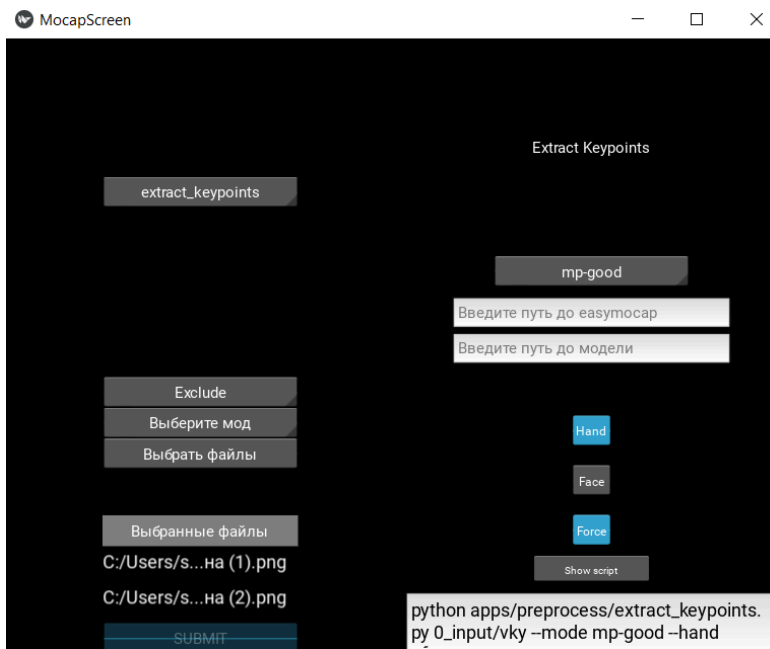 MocapScreen
Extract Keypoints
extract_keypoints
mp-good
Введите путь до easymocap
Введите путь до модели
Exclude
Выберите мод
Выбрать файлы
Hand
Face
Force
Выбранные файлы
C:/Users/s...на (1).png
C:/Users/s...на (2).png
SUBMIT
Show script
python apps/preprocess/extract_keypoints.
py 0_input/vky --mode mp-good --hand